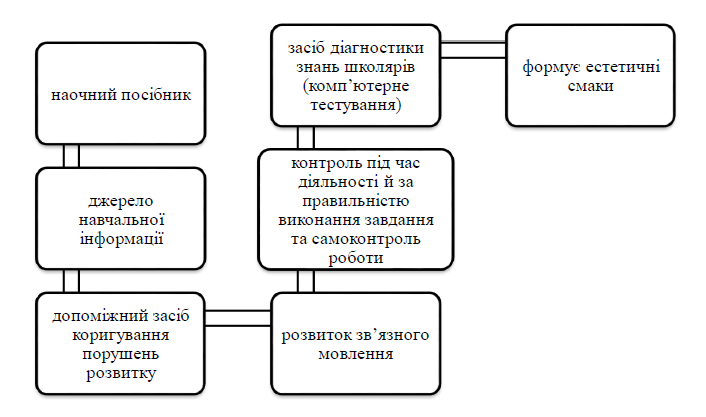 наочний посібник
джерело
навчальної
інформації
допоміжний засіб
коригування
порушень
розвитку
розвиток зв’язного
мовлення
контроль під час
діяльності й за
правильністю
виконання завдання
та самоконтроль
роботи
засіб діагностики
знань школярів
(комп’ютерне
тестування)
формує естетичні
смаки